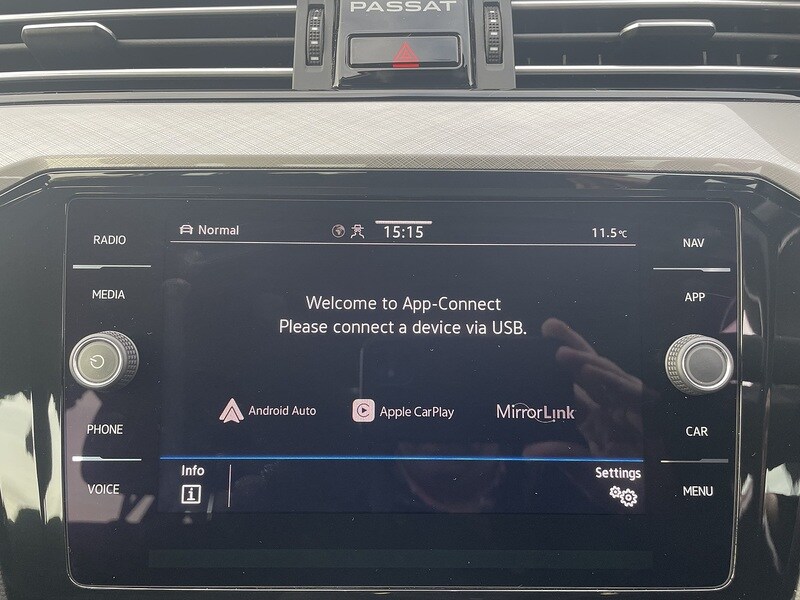 PASSAT
RADIO
MEDIA
PHONE
VOICE
Normal
15:15
11.5°C
Welcome to App-Connect
Please connect a device via USB.
Android Auto
Apple CarPlay
MirrorLink
Info
Settings
NAV
APP
CAR
MENU